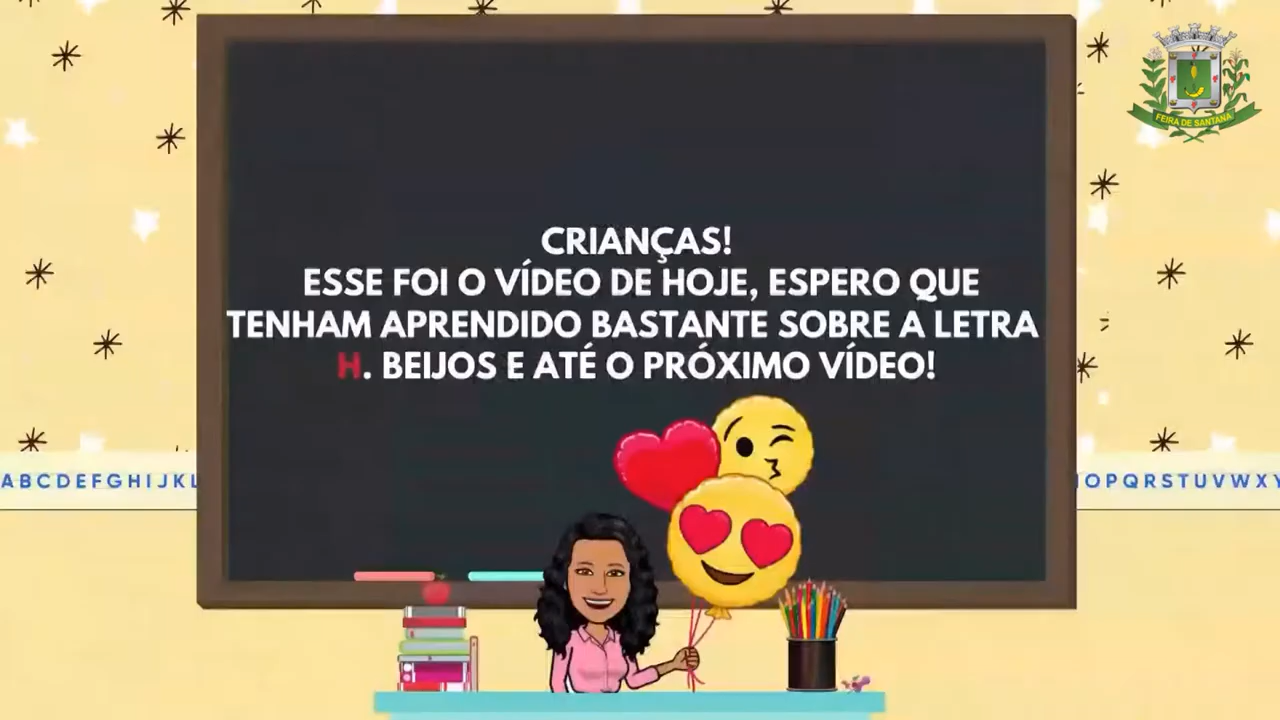 FEIRA DE SANTANA
CRIANÇAS!
ESSE FOI O VÍDEO DE HOJE, ESPERO QUE
TENHAM APRENDIDO BASTANTE SOBRE A LETRA
H. BEIJOS E ATÉ O PRÓXIMO VÍDEO!
ABCDEFGHIJKL
OPQRSTUVWXY